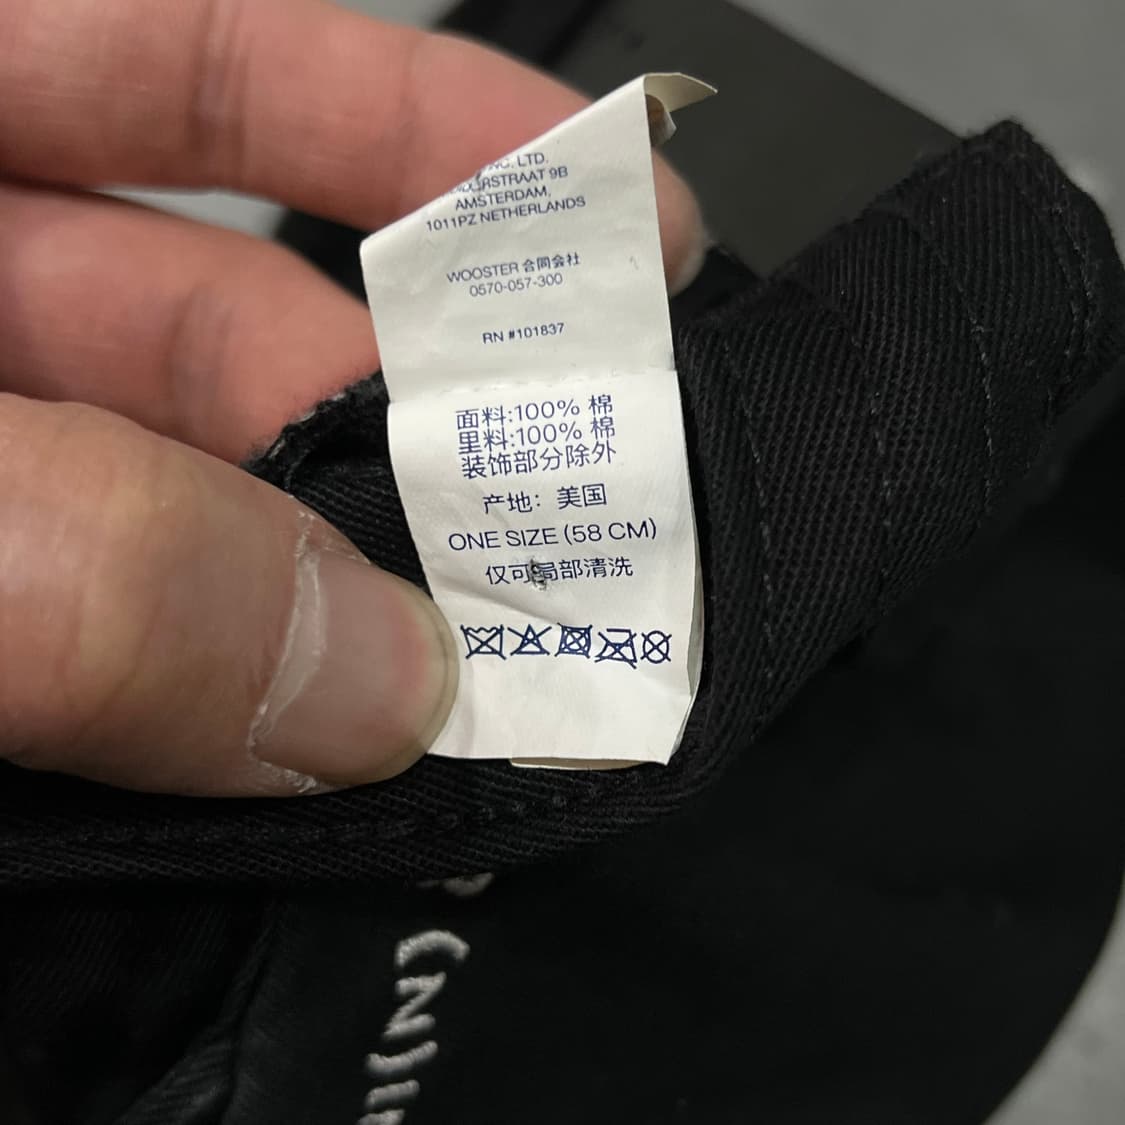 LTD.
9B
AMSTERDAM,
1011PZ NETHERLANDS
WOOSTER 合同会社
0570-057-300
RN #101837
面料:100% 棉
里料:100% 棉
装饰部分除外
产地：美国
ONE SIZE (58 CM)
仅可局部清洗